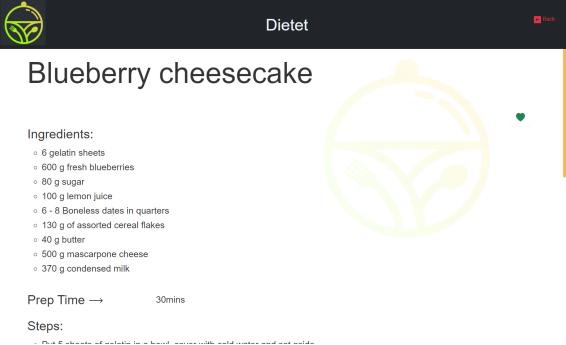 Dietet
Back
Blueberry cheesecake
Ingredients:
6 gelatin sheets
600 g fresh blueberries
80 g sugar
100 g lemon juice
6 - 8 Boneless dates in quarters
130 g of assorted cereal flakes
40 g butter
500 g mascarpone cheese
370 g condensed milk
Prep Time → 30mins
Steps:
Put 5 sheets of gelatin in a bowl, cover with cold water and set aside